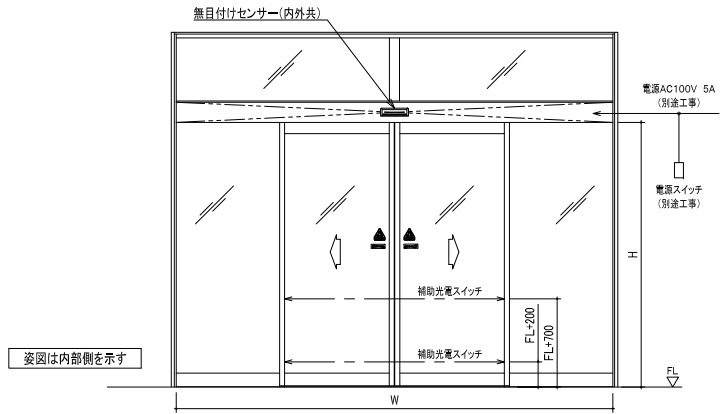 無目付けセンサー(内外共)
電源AC100V 5A
(別途工事)
電源スイッチ
(別途工事)
H
補助光電スイッチ
FL+200
FL+700
補助光電スイッチ
姿図は内部側を示す
FL
W